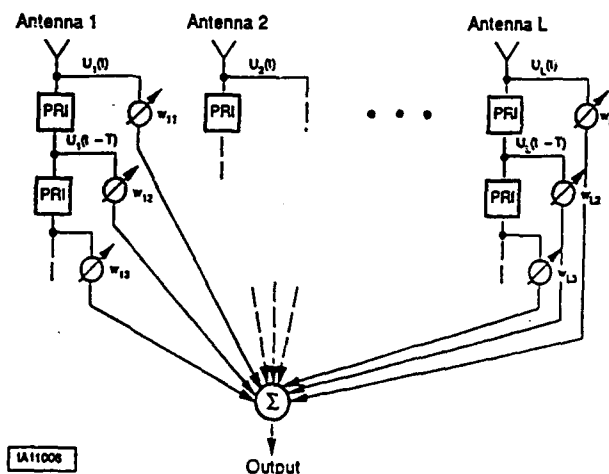 Antenna 1
Antenna 2
Antenna L
U1(t)
U2(t)
UL(t)
PRI
PRI
PRI
w11
U1(t – T)
UL(t – T)
PRI
PRI
w12
wL2
w13
wL3
Σ
IA11006
Output